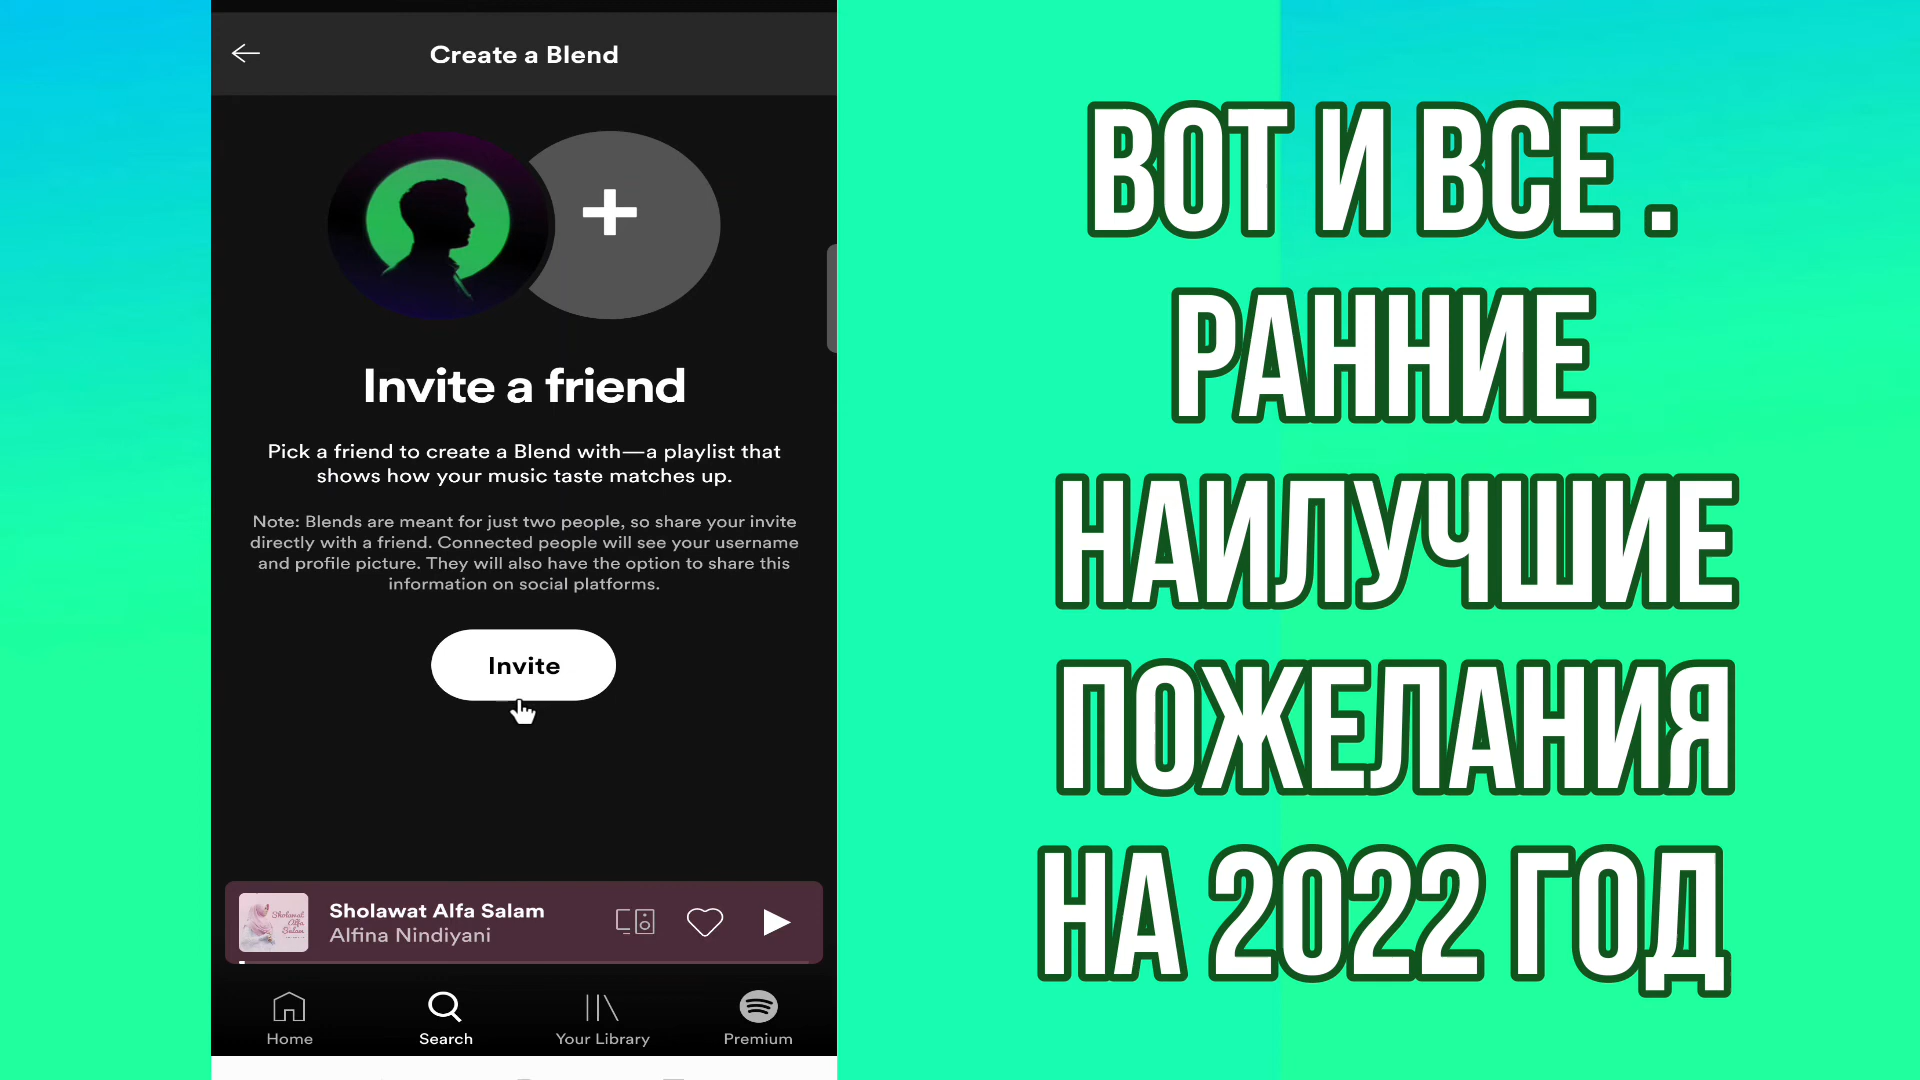 Create a Blend
Invite a friend
Pick a friend to create a Blend with—a playlist that
shows how your music taste matches up.
Note: Blends are meant for just two people, so share your invite
directly with a friend. Connected people will see your username
and profile picture. They will also have the option to share this
information on social platforms.
Invite
Sholawat
Alfa
Salam
Sholawat Alfa Salam
Alfina Nindiyani
Home
Search
Your Library
Premium
ВОТ И ВСЕ .
РАННИЕ
НАИЛУЧШИЕ
ПОЖЕЛАНИЯ
НА 2022 ГОД